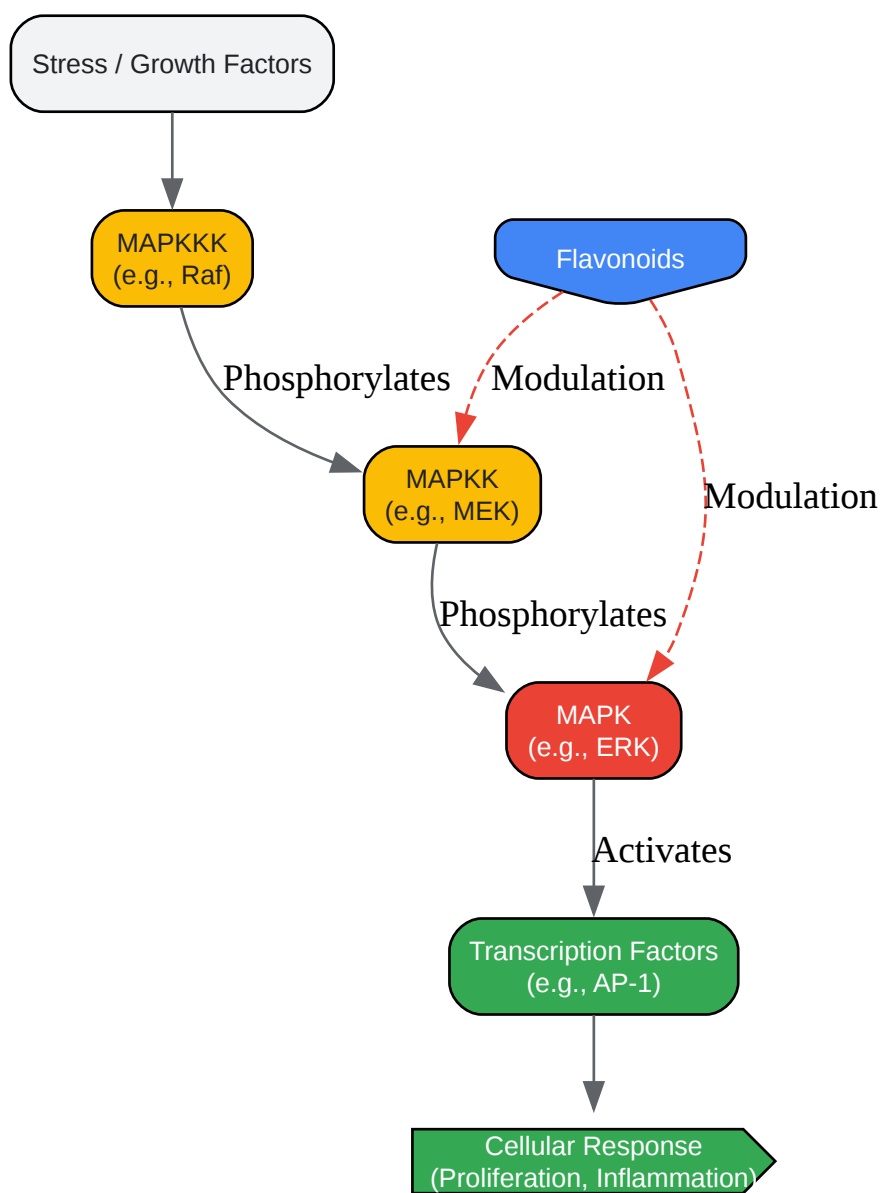 Stress / Growth Factors
MAPKKK
(e.g., Raf)
Flavonoids
Phosphorylates
Modulation
MAPKK
(e.g., MEK)
Modulation
Phosphorylates
MAPK
(e.g., ERK)
Activates
Transcription Factors
(e.g., AP-1)
Cellular Response
(Proliferation, Inflammation)